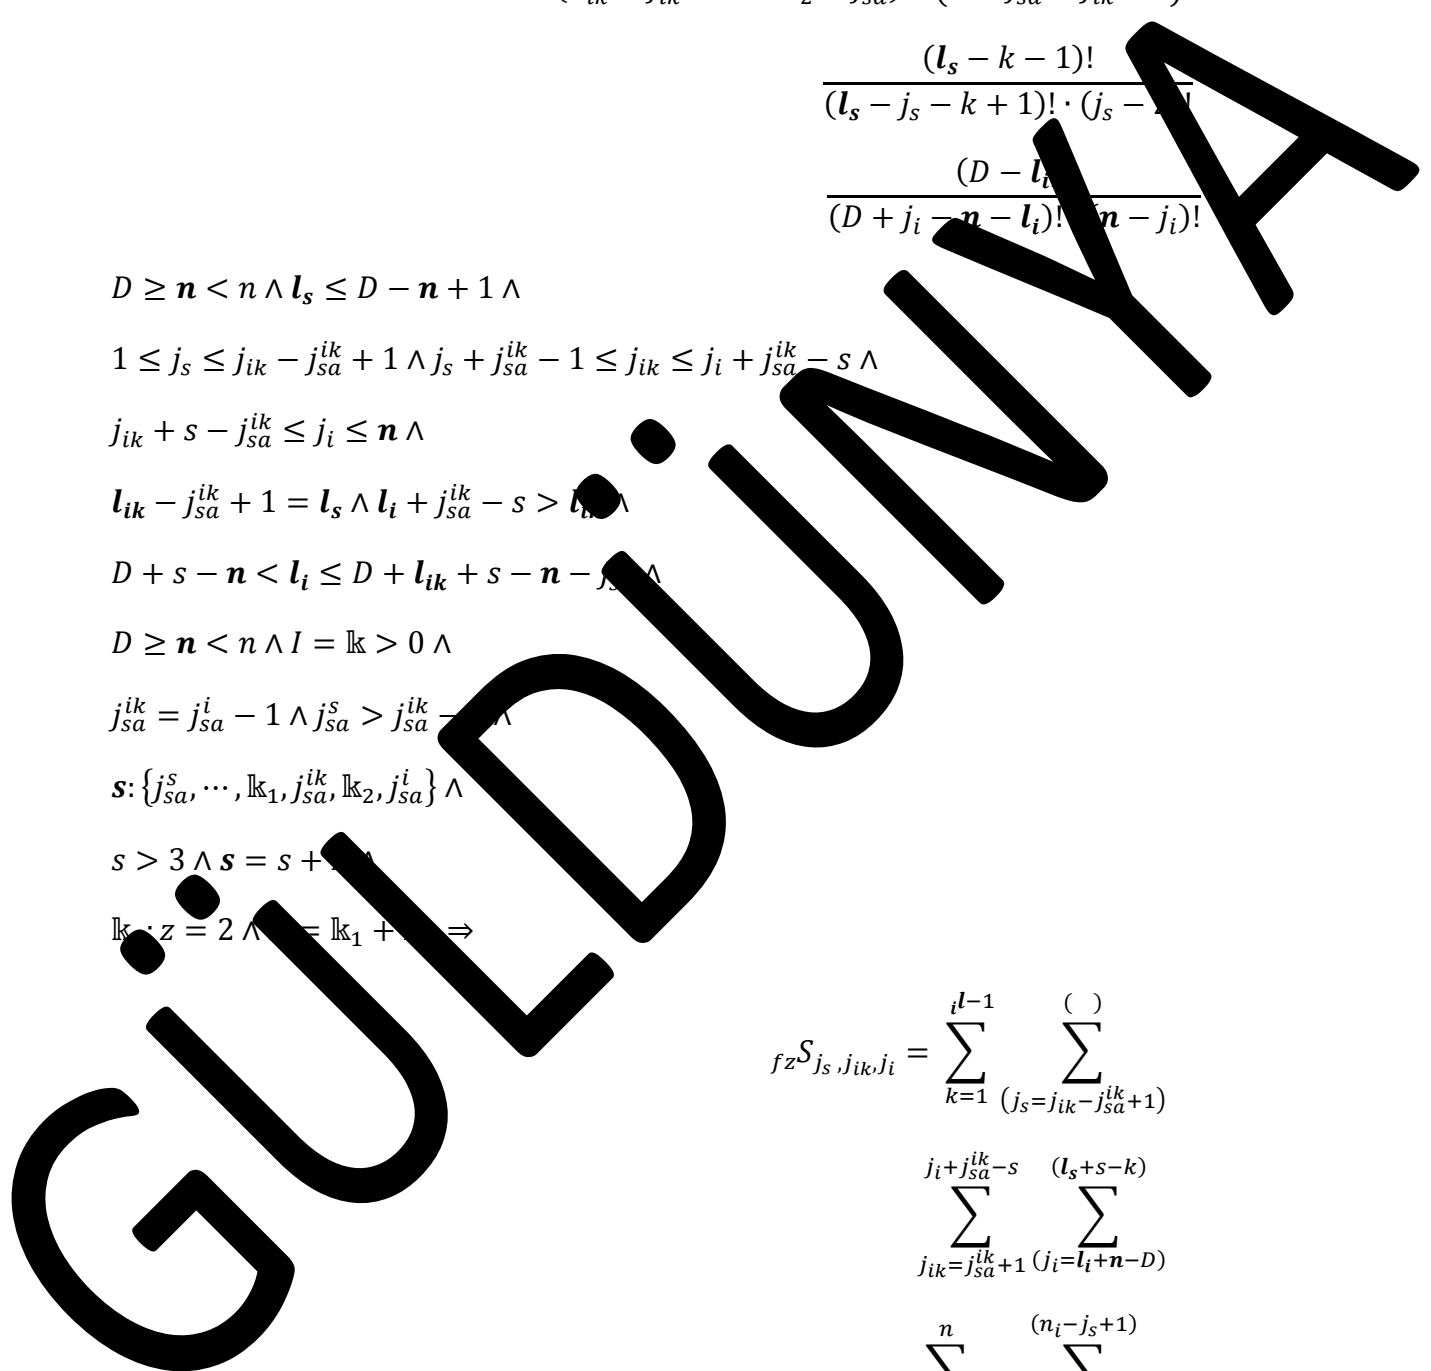 (l_s − k − 1)!
(l_s − j_s − k + 1)! · (j_s −
(D − l_i
(D + j_i − n − l_i)! (n − j_i)!
D ≥ n < n ∧ l_s ≤ D − n + 1 ∧
1 ≤ j_s ≤ j_{ik} − j_{sa}^{ik} + 1 ∧ j_s + j_{sa}^{ik} − 1 ≤ j_{ik} ≤ j_i + j_{sa}^{ik} − s ∧
j_{ik} + s − j_{sa}^{ik} ≤ j_i ≤ n ∧
l_{ik} − j_{sa}^{ik} + 1 = l_s ∧ l_i + j_{sa}^{ik} − s > ∧
D + s − n < l_i ≤ D + l_{ik} + s − n − ∧
D ≥ n < n ∧ I = 𝕜 > 0 ∧
j_{sa}^{ik} = j_{sa}^i − 1 ∧ j_{sa}^s > j_{sa}^{ik} − ∧
s: {j_{sa}^s, ⋯, 𝕜_1, j_{sa}^{ik}, 𝕜_2, j_{sa}^i} ∧
s > 3 ∧ s = s + ∧
z = 2 ∧ = 𝕜_1 + ⇒
_{fz}S_{j_s, j_{ik}, j_i} = ∑_{k=1}^{_il−1} ∑_{(j_s=j_{ik}−j_{sa}^{ik}+1)}^{( )}
∑_{j_{ik}=j_{sa}^{ik}+1}^{j_i+j_{sa}^{ik}−s} ∑_{(j_i=l_i+n−D)}^{(l_s+s−k)}
∑^{n} ∑^{(n_i−j_s+1)}
GÜLDÜNYA